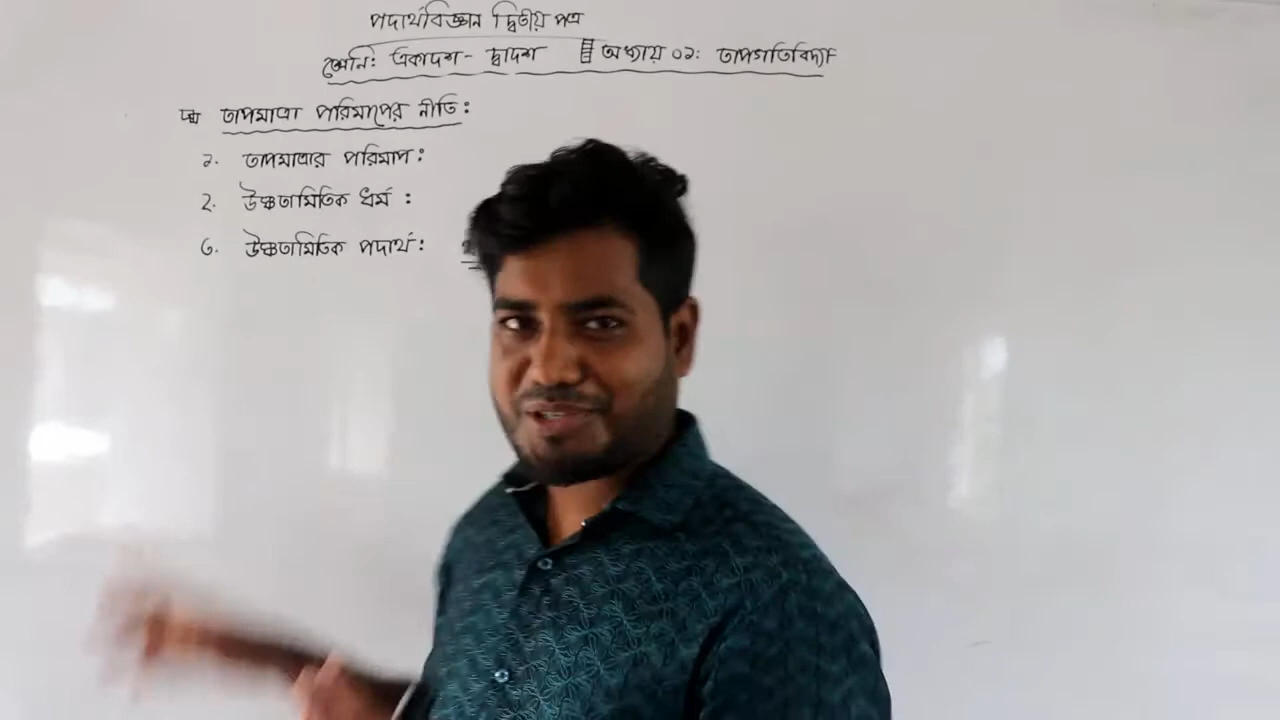 পদার্থবিজ্ঞান দ্বিতীয় পত্র
শ্রেনি: একাদশ - দ্বাদশ অধ্যায় ০১: তাপগতিবিদ্যা
তাপমাত্রা পরিমাপের নীতি:
১. তাপমাত্রার পরিমাপ:
২. উষ্ণতামিতিক ধর্ম :
৩. উষ্ণতামিতিক পদার্থ: